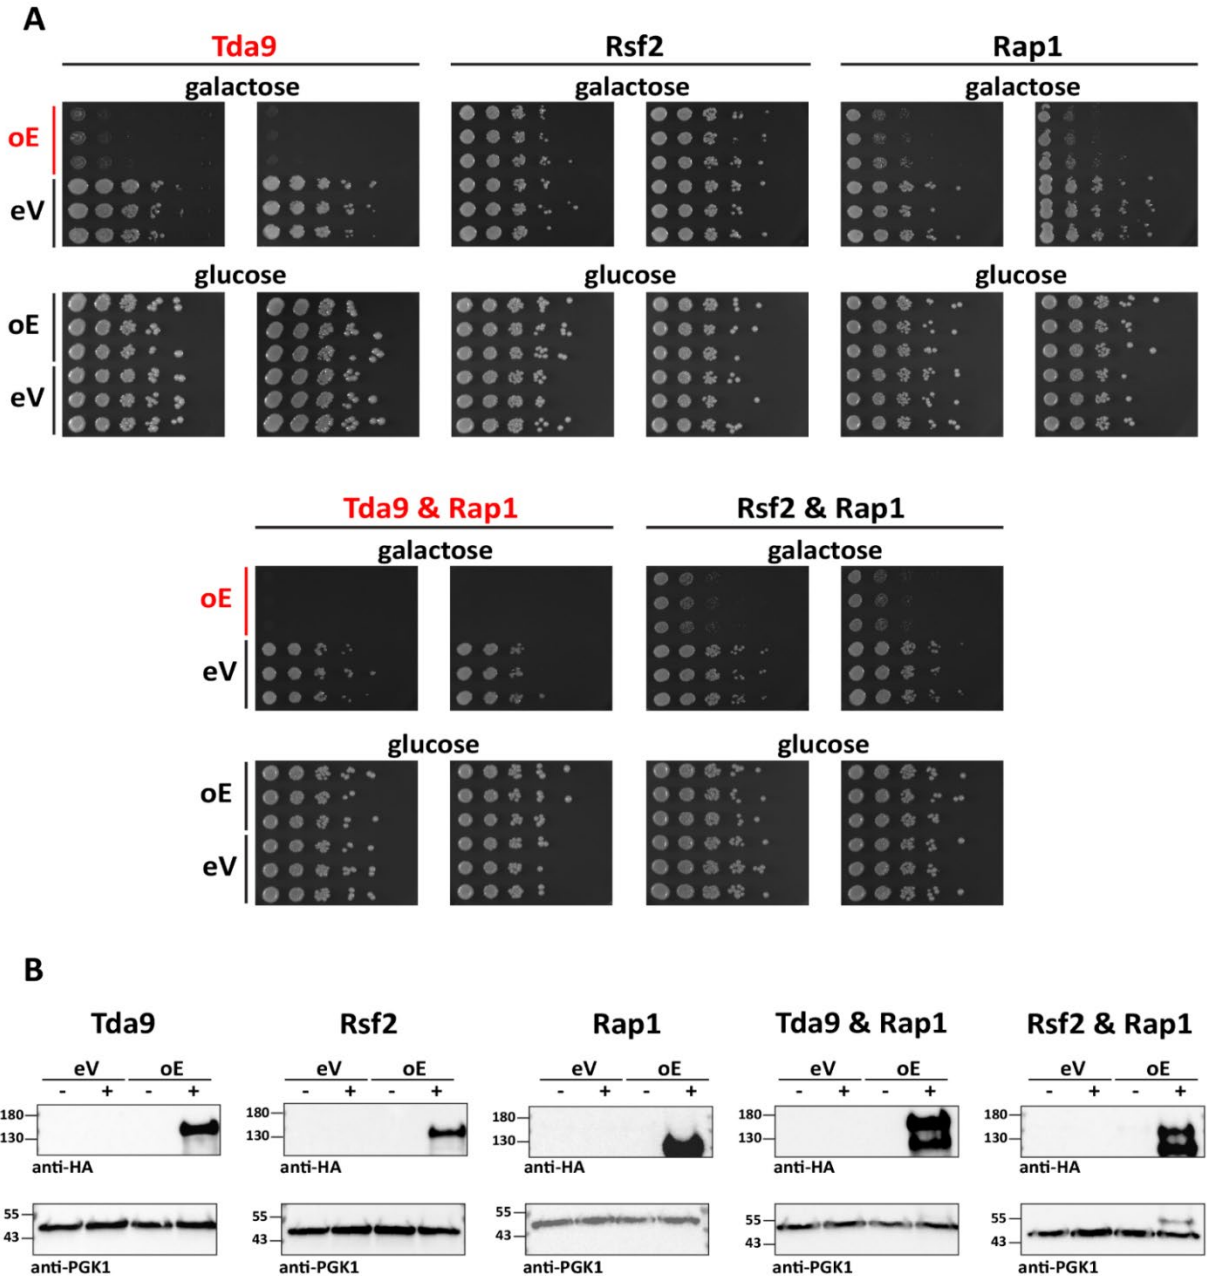 A
Tda9 Rsf2 Rap1
galactose galactose galactose
oE
eV
glucose glucose glucose
oE
eV
Tda9 & Rap1 Rsf2 & Rap1
galactose galactose
oE
eV
glucose glucose
oE
eV
B
Tda9 Rsf2 Rap1 Tda9 & Rap1 Rsf2 & Rap1
eV oE eV oE eV oE eV oE eV oE
- + - + - + - + - + - + - + - + - + - +
180 180 180 180 180
130 130 130 130 130
anti-HA anti-HA anti-HA anti-HA anti-HA
55 55 55 55 55
43 43 43 43 43
anti-PGK1 anti-PGK1 anti-PGK1 anti-PGK1 anti-PGK1